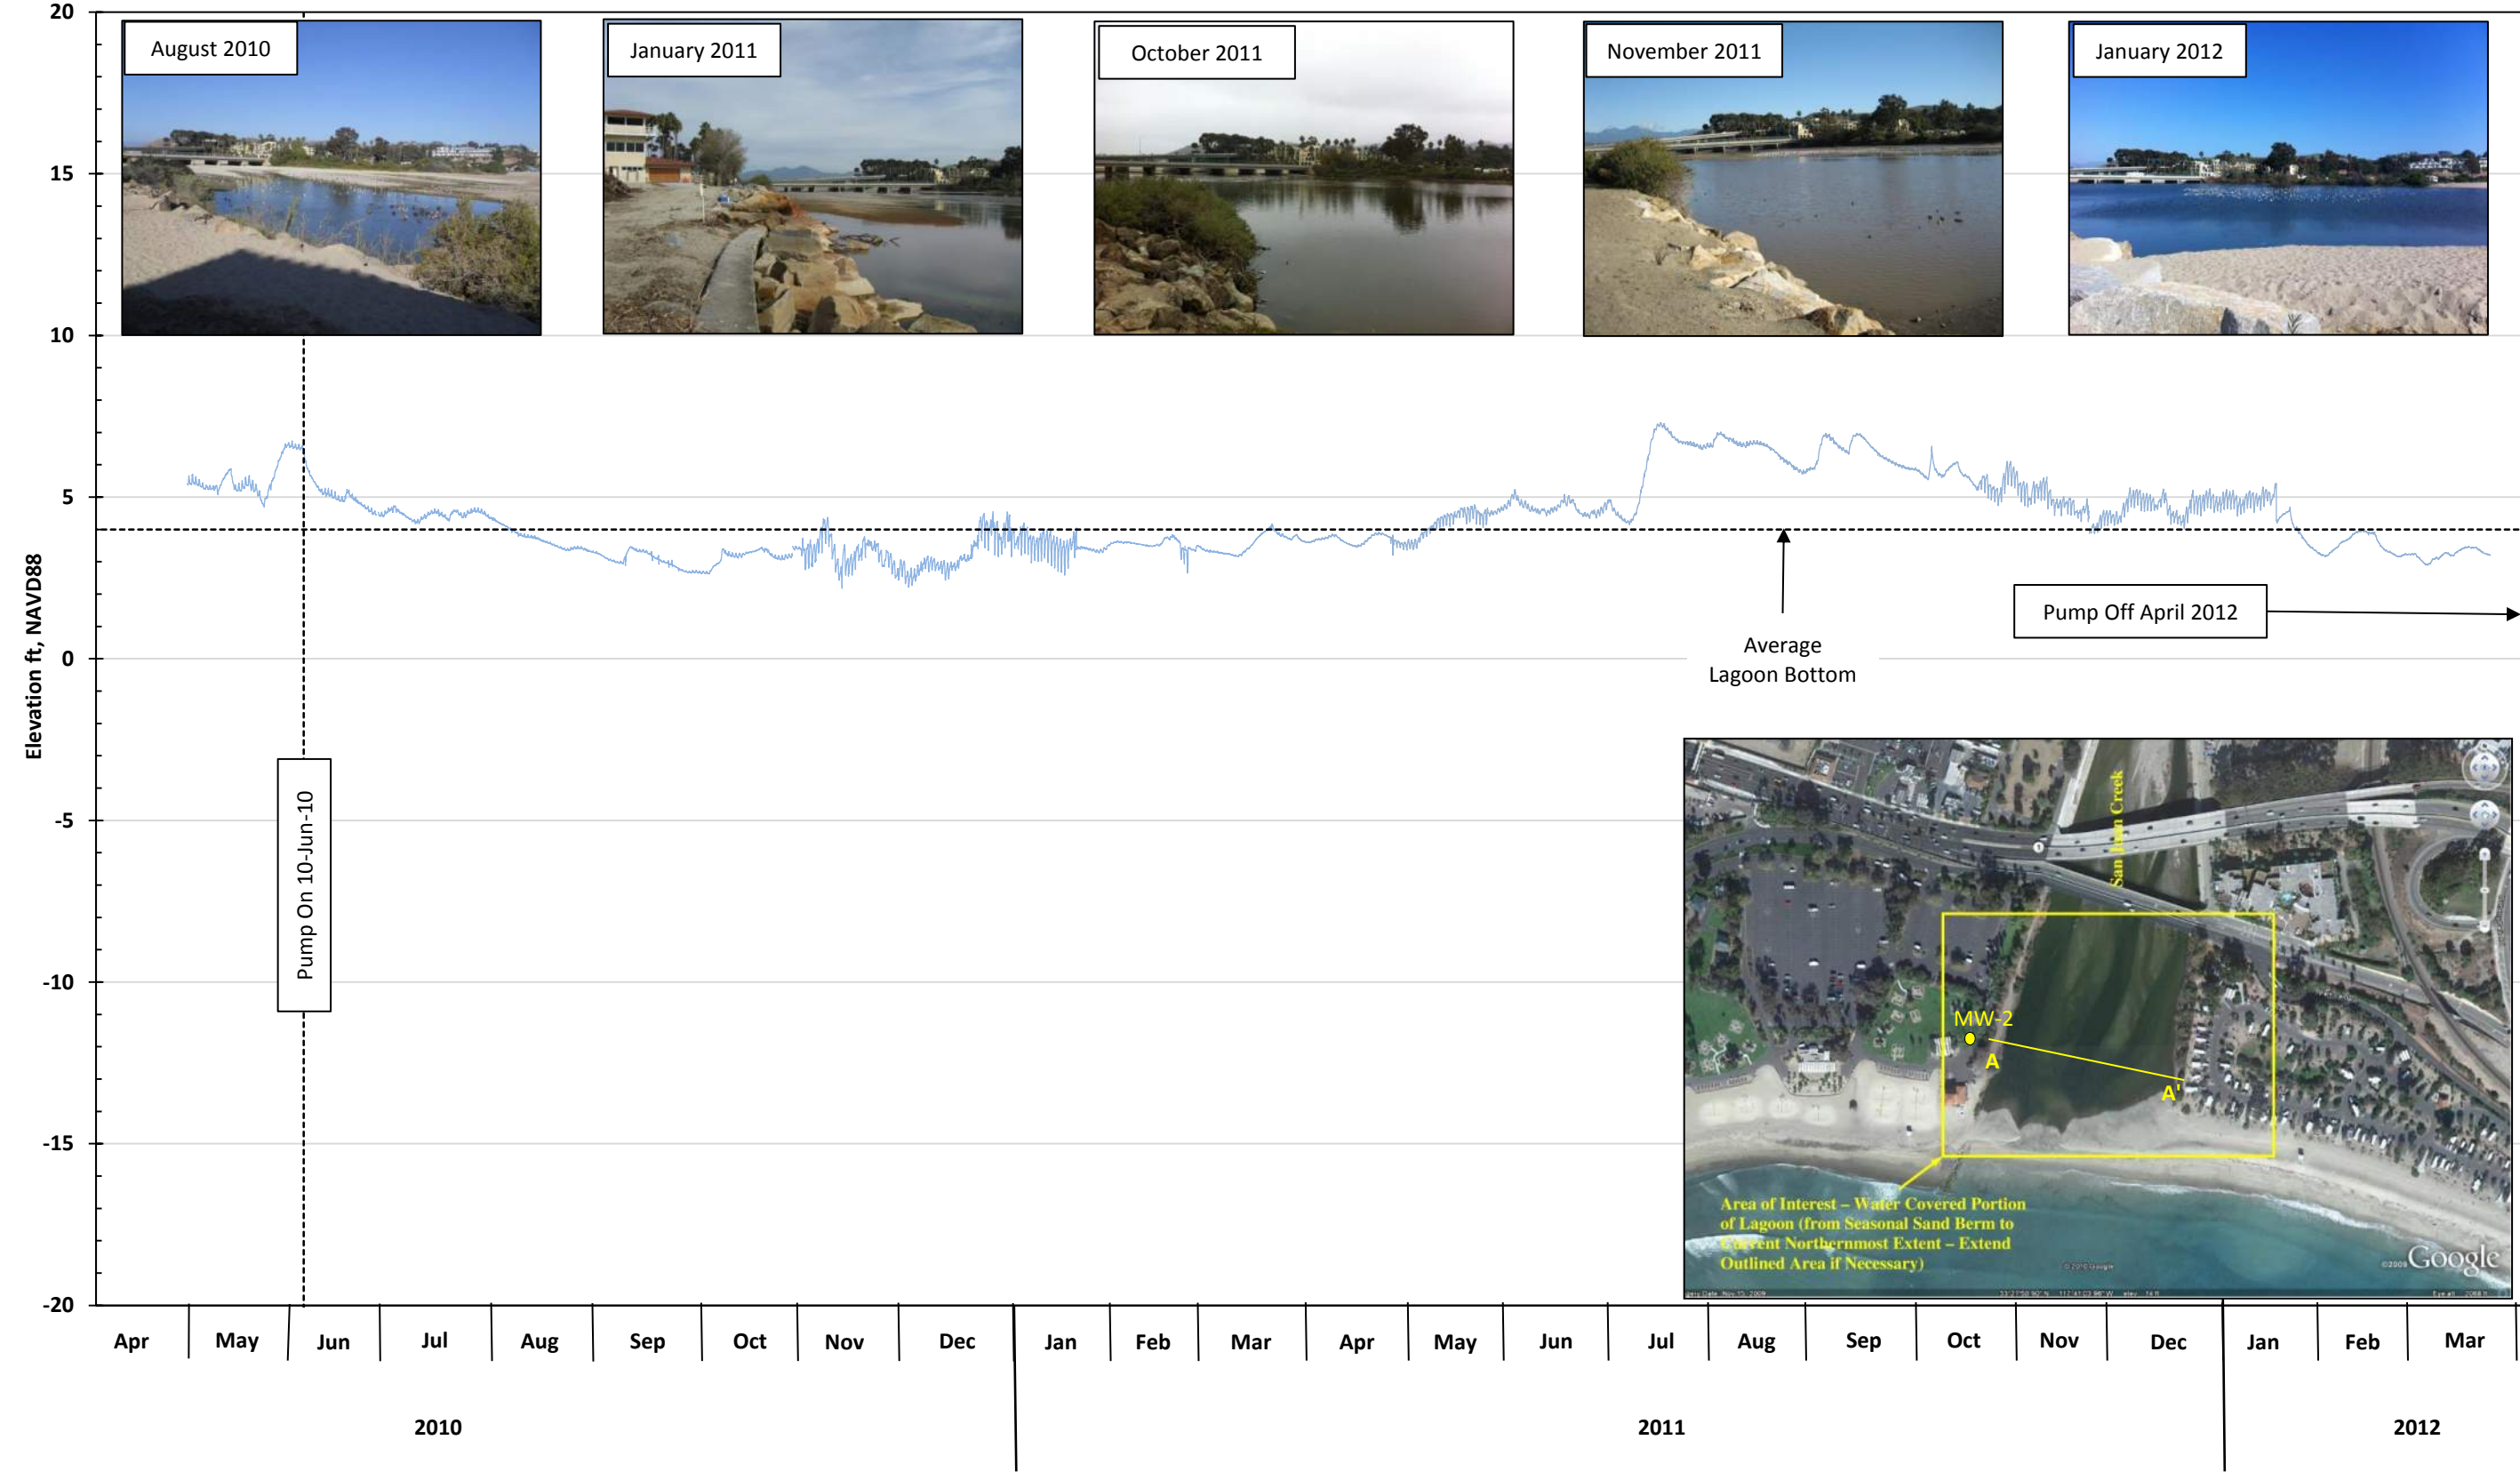 20
15
10
5
0
-5
-10
-15
-20
Elevation ft, NAVD88
August 2010
January 2011
October 2011
November 2011
January 2012
Pump On 10-Jun-10
Average
Lagoon Bottom
Pump Off April 2012
San Juan Creek
1
MW-2
A
A'
Area of Interest – Water Covered Portion
of Lagoon (from Seasonal Sand Berm to
Current Northernmost Extent – Extend
Outlined Area if Necessary)
©2009 Google
© 2010 Google
Apr May Jun Jul Aug Sep Oct Nov Dec Jan Feb Mar Apr May Jun Jul Aug Sep Oct Nov Dec Jan Feb Mar
2010 2011 2012